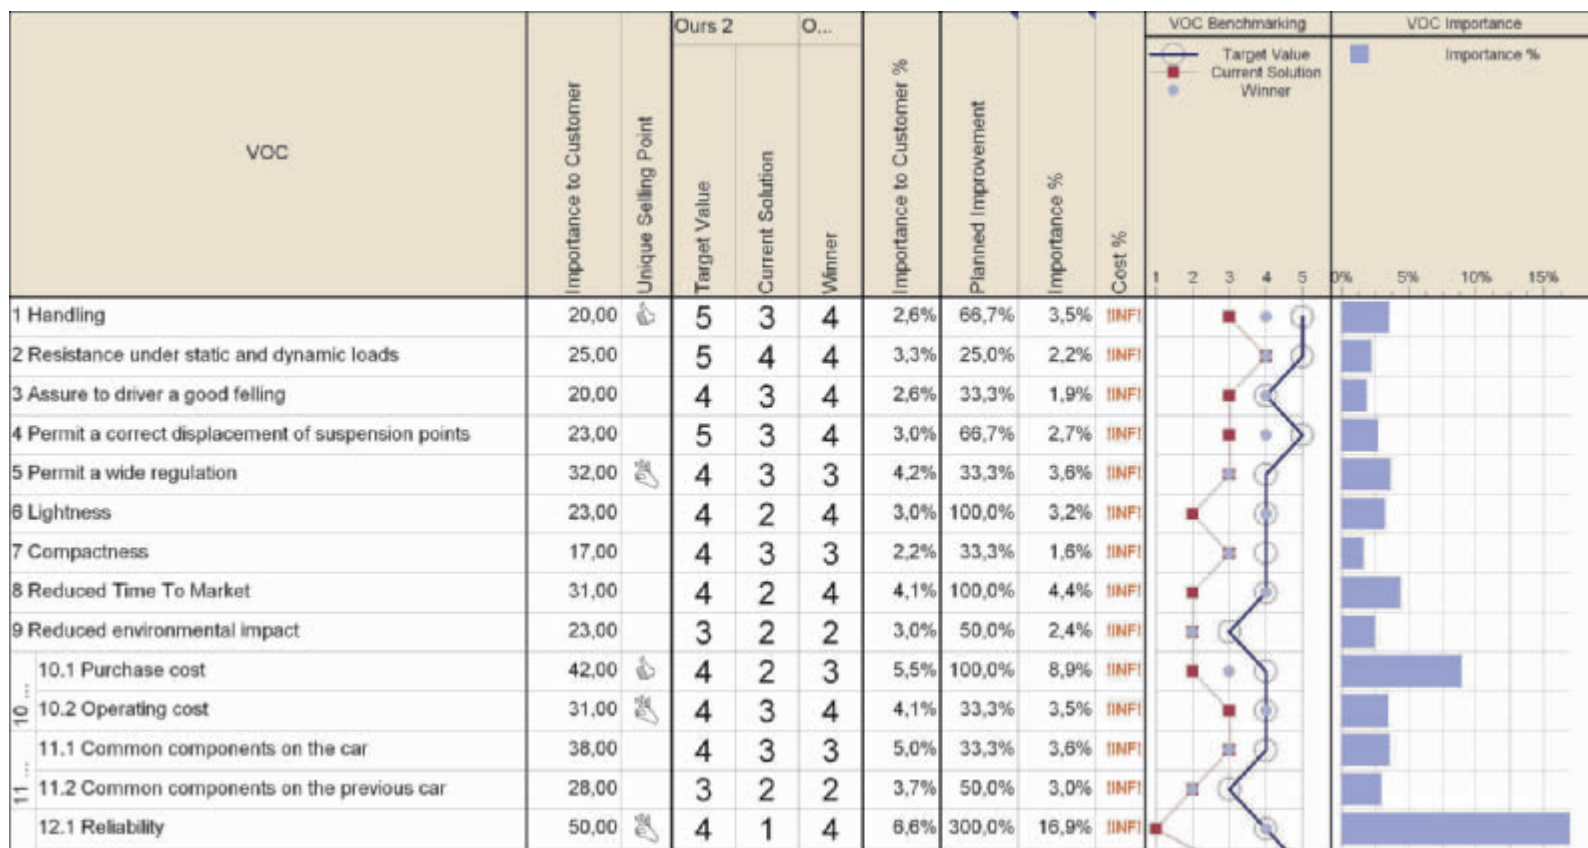 Ours 2 O... VOC Benchmarking VOC Importance
Target Value Importance %
Current Solution
Winner
VOC
Importance to Customer
Unique Selling Point
Target Value
Current Solution
Winner
Importance to Customer %
Planned Improvement
Importance %
Cost %
1 2 3 4 5 0% 5% 10% 15%
1 Handling 20,00 5 3 4 2,6% 66,7% 3,5% !!INF!
2 Resistance under static and dynamic loads 25,00 5 4 4 3,3% 25,0% 2,2% !!INF!
3 Assure to driver a good felling 20,00 4 3 4 2,6% 33,3% 1,9% !!INF!
4 Permit a correct displacement of suspension points 23,00 5 3 4 3,0% 66,7% 2,7% !!INF!
5 Permit a wide regulation 32,00 4 3 3 4,2% 33,3% 3,6% !!INF!
6 Lightness 23,00 4 2 4 3,0% 100,0% 3,2% !!INF!
7 Compactness 17,00 4 3 3 2,2% 33,3% 1,6% !!INF!
8 Reduced Time To Market 31,00 4 2 4 4,1% 100,0% 4,4% !!INF!
9 Reduced environmental impact 23,00 3 2 2 3,0% 50,0% 2,4% !!INF!
10 ...
10.1 Purchase cost 42,00 4 2 3 5,5% 100,0% 8,9% !!INF!
10.2 Operating cost 31,00 4 3 4 4,1% 33,3% 3,5% !!INF!
11 ...
11.1 Common components on the car 38,00 4 3 3 5,0% 33,3% 3,6% !!INF!
11.2 Common components on the previous car 28,00 3 2 2 3,7% 50,0% 3,0% !!INF!
12.1 Reliability 50,00 4 1 4 6,6% 300,0% 16,9% !!INF!